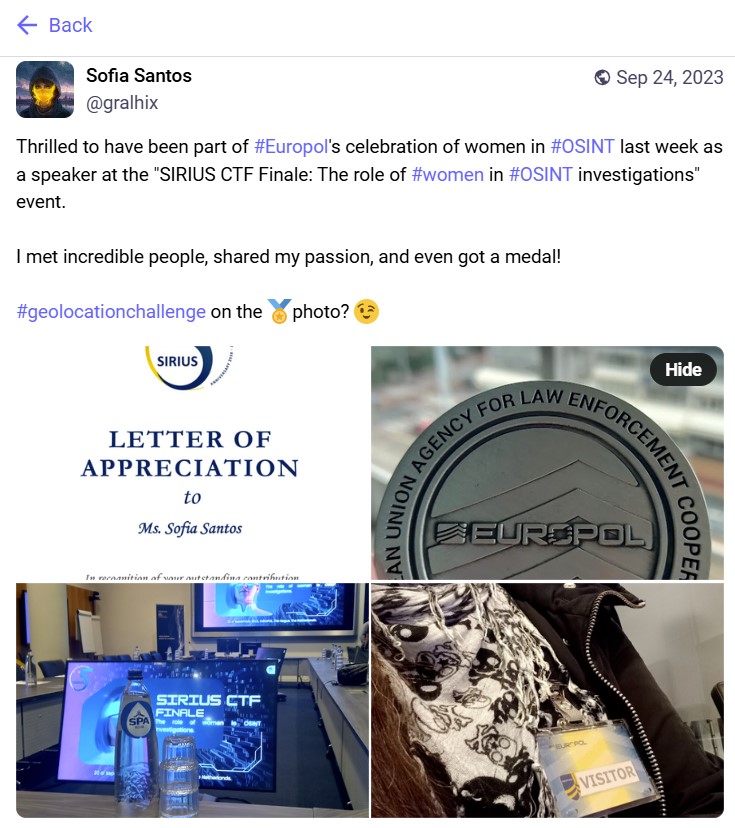 Back
Sofia Santos
Sep 24, 2023
@gralhix
Thrilled to have been part of #Europol's celebration of women in #OSINT last week as
a speaker at the "SIRIUS CTF Finale: The role of #women in #OSINT investigations"
event.
I met incredible people, shared my passion, and even got a medal!
#geolocationchallenge on the 🏅photo? 😉
SIRIUS
LETTER OF
APPRECIATION
to
Ms. Sofia Santos
In recognition of your outstanding contribution
Hide
AN UNION AGENCY FOR LAW ENFORCEMENT COOPER
EUROPOL
SIRIUS CTF
FINALE
The role of women in OSINT
investigations
Netherlands.
SPA
EUROPOL
VISITOR